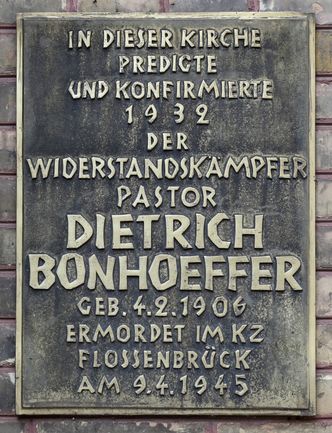 IN DIESER KIRCHE
PREDIGTE
UND KONFIRMIERTE
1932
DER
WIDERSTANDSKÄMPFER
PASTOR
DIETRICH
BONHOEFFER
GEB. 4.2.1906
ERMORDET IM KZ
FLOSSENBRÜCK
AM 9.4.1945